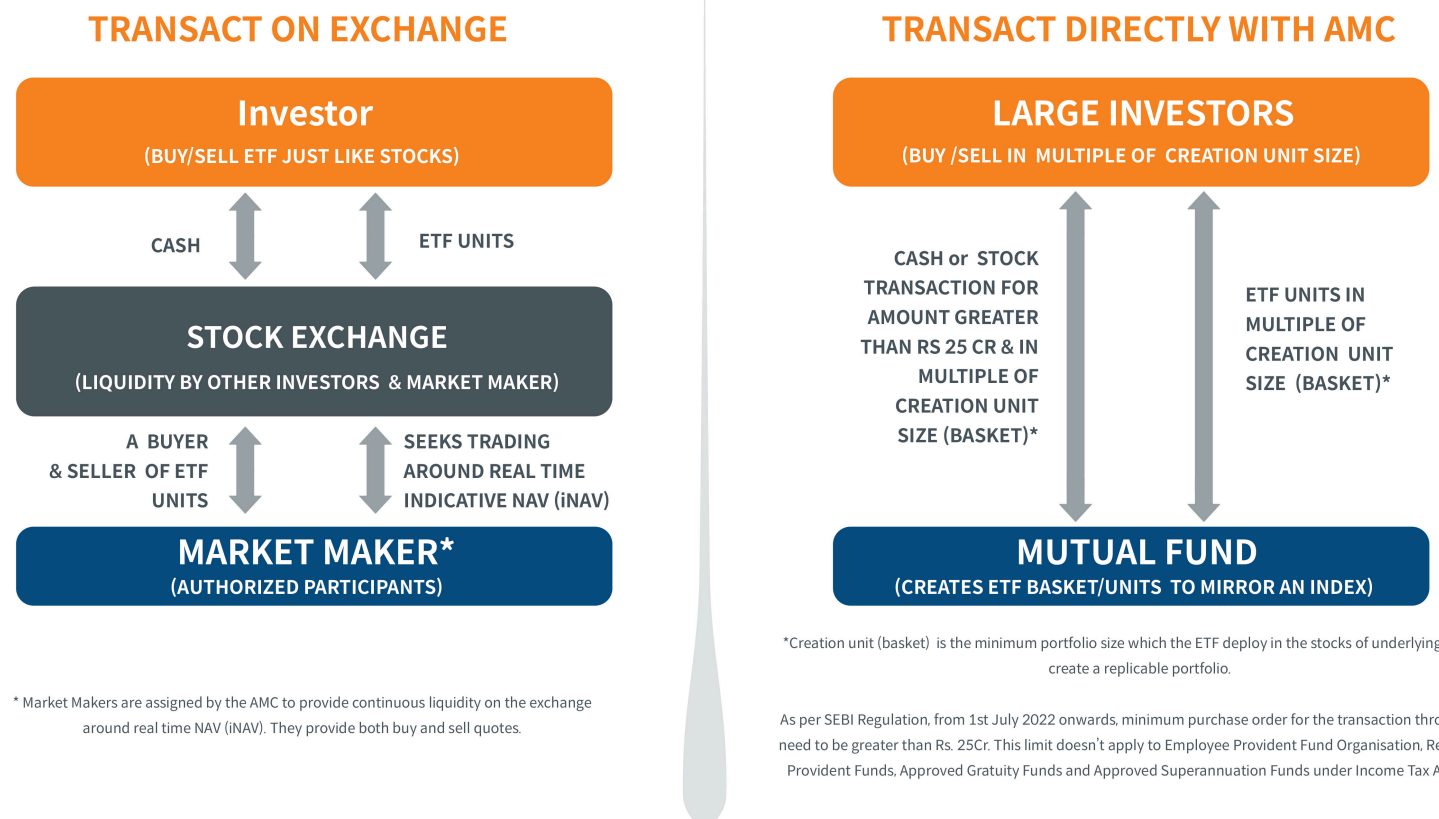 TRANSACT ON EXCHANGE
Investor
(BUY/SELL ETF JUST LIKE STOCKS)
CASH
ETF UNITS
STOCK EXCHANGE
(LIQUIDITY BY OTHER INVESTORS & MARKET MAKER)
A BUYER
& SELLER OF ETF
UNITS
SEEKS TRADING
AROUND REAL TIME
INDICATIVE NAV (iNAV)
MARKET MAKER*
(AUTHORIZED PARTICIPANTS)
* Market Makers are assigned by the AMC to provide continuous liquidity on the exchange
around real time NAV (iNAV). They provide both buy and sell quotes.
TRANSACT DIRECTLY WITH AMC
LARGE INVESTORS
(BUY /SELL IN MULTIPLE OF CREATION UNIT SIZE)
CASH or STOCK
TRANSACTION FOR
AMOUNT GREATER
THAN RS 25 CR & IN
MULTIPLE OF
CREATION UNIT
SIZE (BASKET)*
ETF UNITS IN
MULTIPLE OF
CREATION UNIT
SIZE (BASKET)*
MUTUAL FUND
(CREATES ETF BASKET/UNITS TO MIRROR AN INDEX)
*Creation unit (basket) is the minimum portfolio size which the ETF deploy in the stocks of underlying
create a replicable portfolio.
As per SEBI Regulation, from 1st July 2022 onwards, minimum purchase order for the transaction
need to be greater than Rs. 25Cr. This limit doesn't apply to Employee Provident Fund Organisation,
Provident Funds, Approved Gratuity Funds and Approved Superannuation Funds under Income Tax